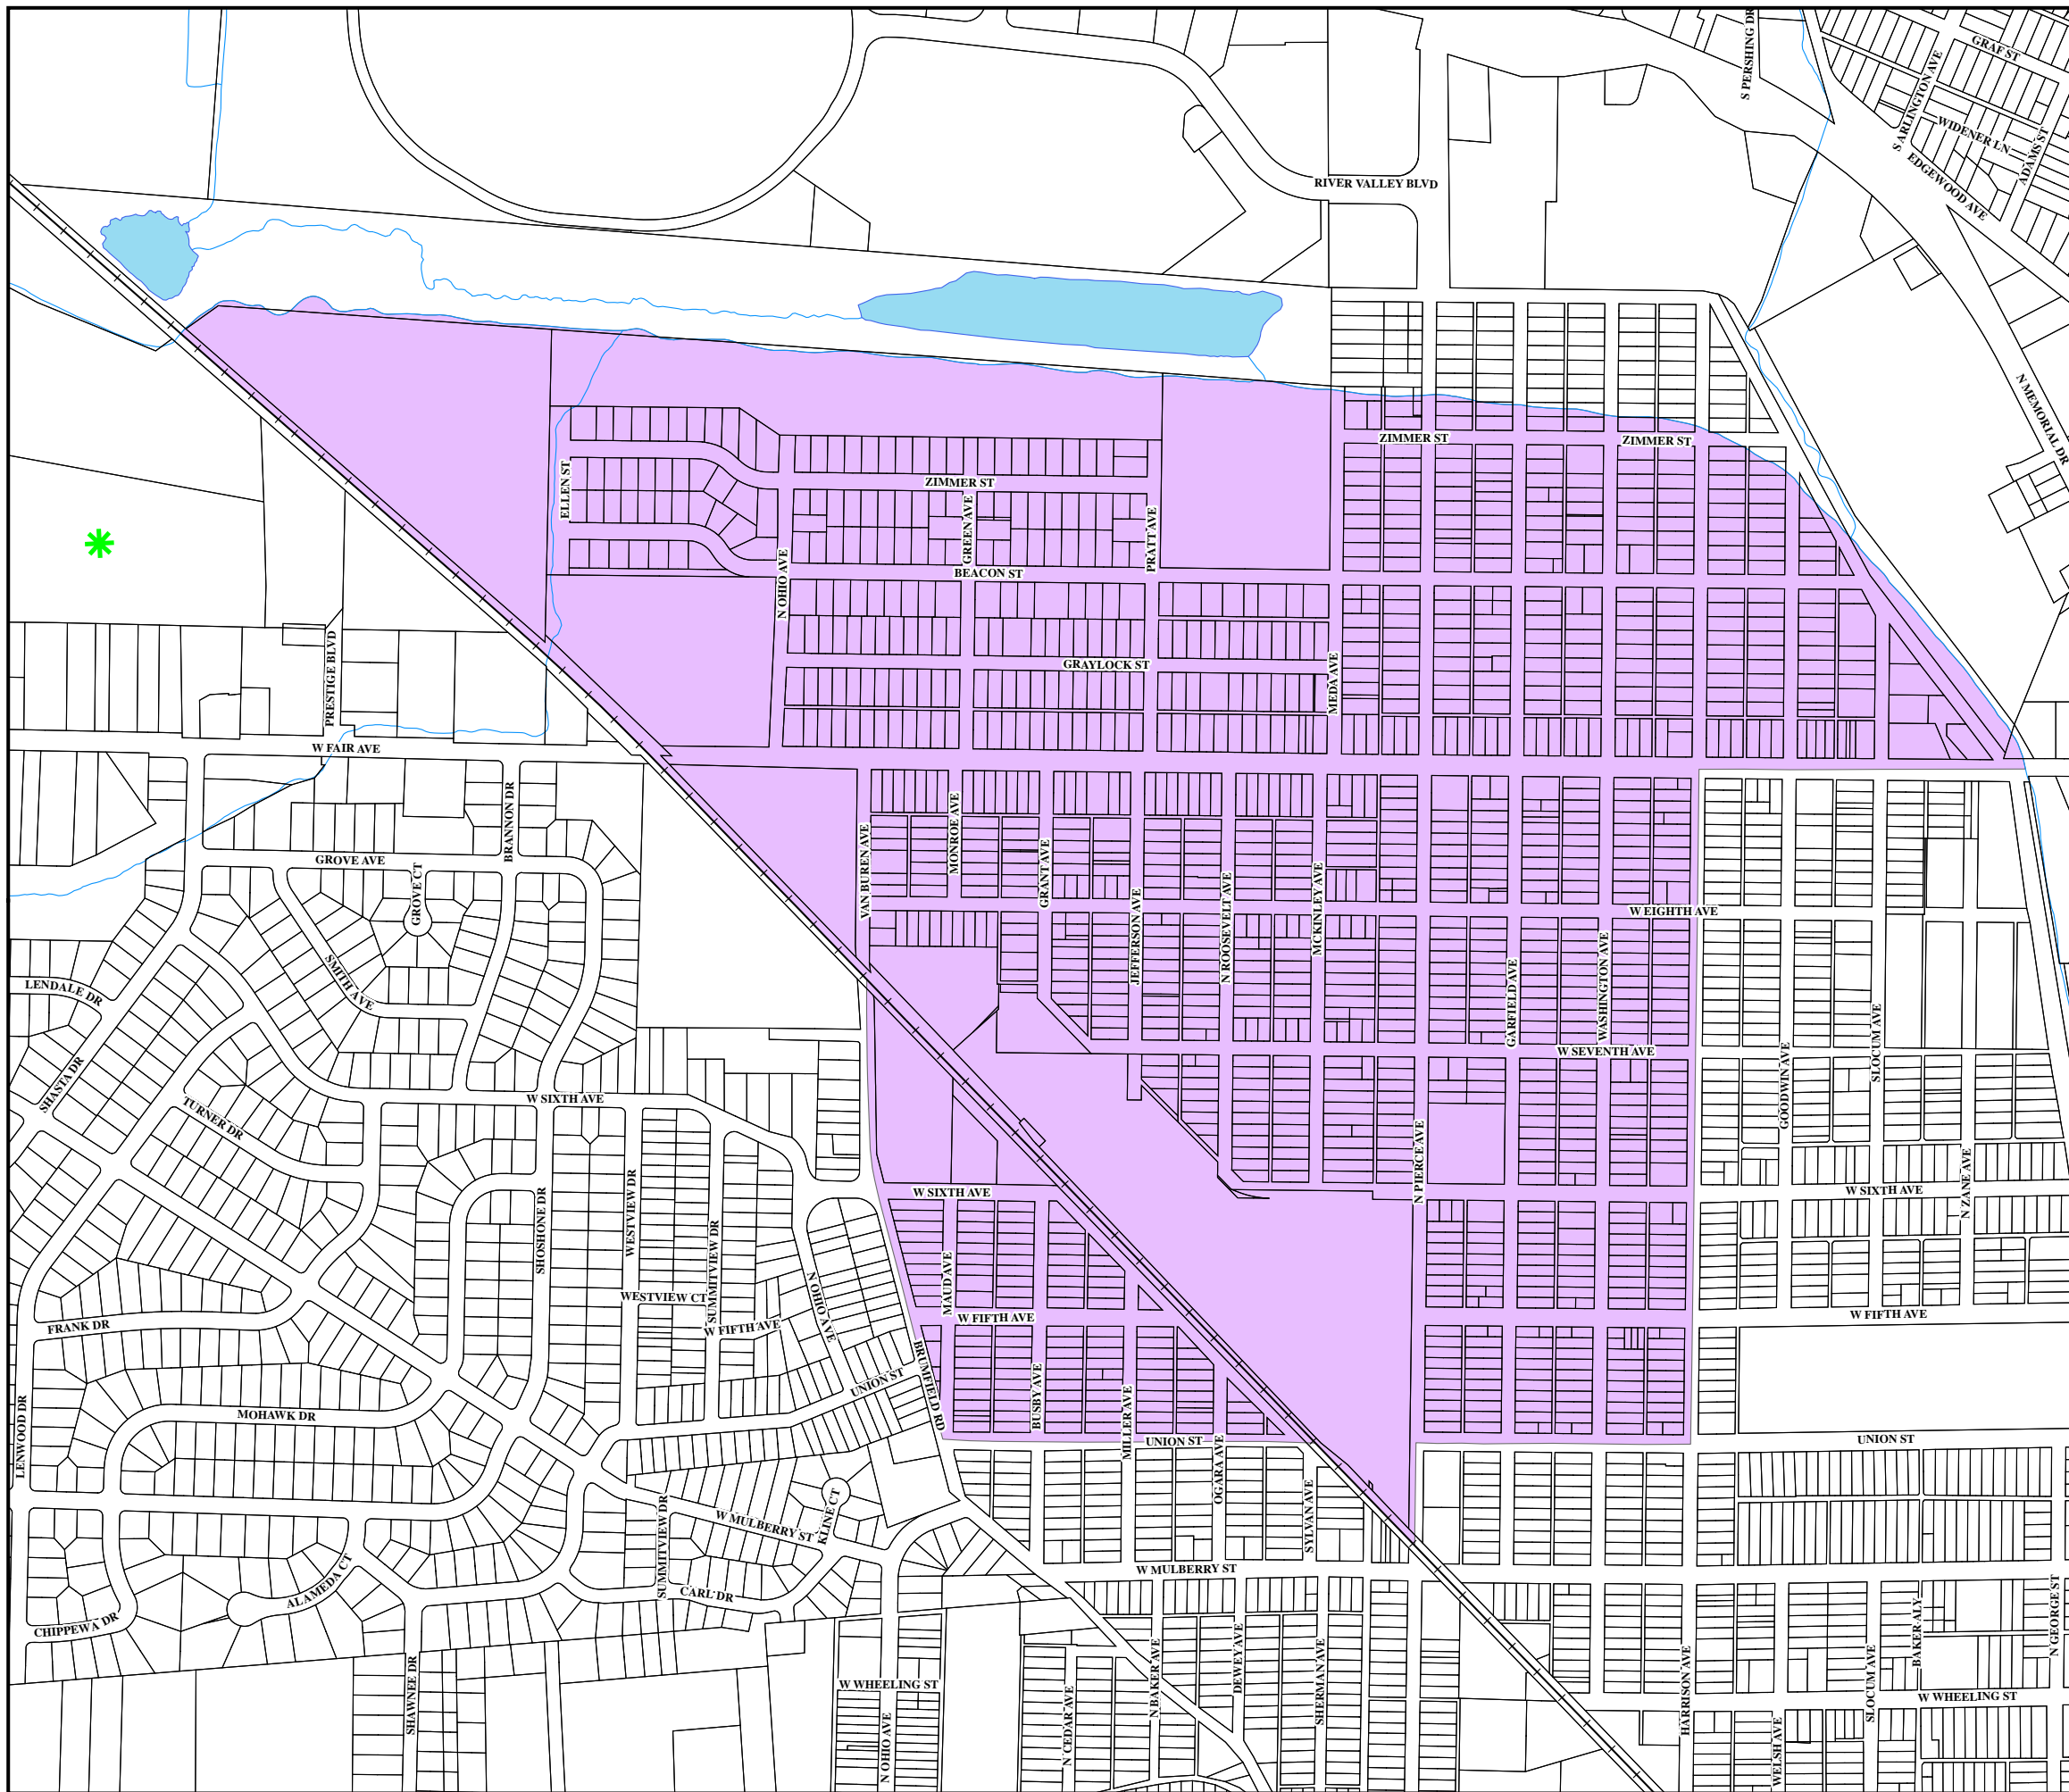 S PERSHING DR
GRAF ST
S ARLINGTON AVE
WIDENER LN
ADAMS ST
EDGEWOOD AVE
RIVER VALLEY BLVD
N MEMORIAL DR
ZIMMER ST
ZIMMER ST
ELLEN ST
ZIMMER ST
GREEN AVE
PRATT AVE
N OHIO AVE
BEACON ST
GRAYLOCK ST
MEDA AVE
PRESTIGE BLVD
W FAIR AVE
BRANNON DR
MONROE AVE
VAN BUREN AVE
GRANT AVE
GROVE AVE
GROVE CT
JEFFERSON AVE
N ROOSEVELT AVE
MCKINLEY AVE
W EIGHTH AVE
SMITH AVE
LENDALE DR
GARFIELD AVE
WASHINGTON AVE
SLOCUM AVE
GOODWIN AVE
W SEVENTH AVE
SHASTA DR
W SIXTH AVE
TURNER DR
N PIERCE AVE
N ZANE AVE
W SIXTH AVE
W SIXTH AVE
SHOSHONE DR
WESTVIEW DR
SUMMITVIEW DR
MAUD AVE
WESTVIEW CT
N OHIO AVE
W FIFTH AVE
W FIFTH AVE
W FIFTH AVE
FRANK DR
BRUMFIELD RD
UNION ST
BUSBY AVE
MILLER AVE
LENWOOD DR
MOHAWK DR
UNION ST
UNION ST
OGARA AVE
SYLVAN AVE
SUMMITVIEW DR
W MULBERRY ST
KLINE CT
W MULBERRY ST
ALAMEDA CT
CARL DR
CHIPPEWA DR
BAKER ALY
N GEORGE ST
SHAWNEE DR
W WHEELING ST
N OHIO AVE
N CEDAR AVE
N BAKER AVE
DEWEY AVE
SHERMAN AVE
HARRISON AVE
SLOCUM AVE
W WHEELING ST
WELSH AVE